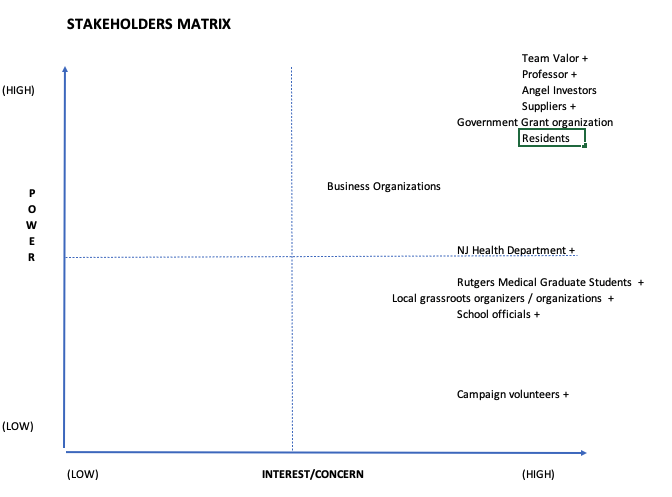 STAKEHOLDERS MATRIX
Team Valor +
(HIGH)
Professor +
Angel Investors
Suppliers +
Government Grant organization
Residents
Business Organizations
P
O
W
E
R
NJ Health Department +
Rutgers Medical Graduate Students +
Local grassroots organizers / organizations +
School officials +
Campaign volunteers +
(LOW)
(LOW) INTEREST/CONCERN (HIGH)